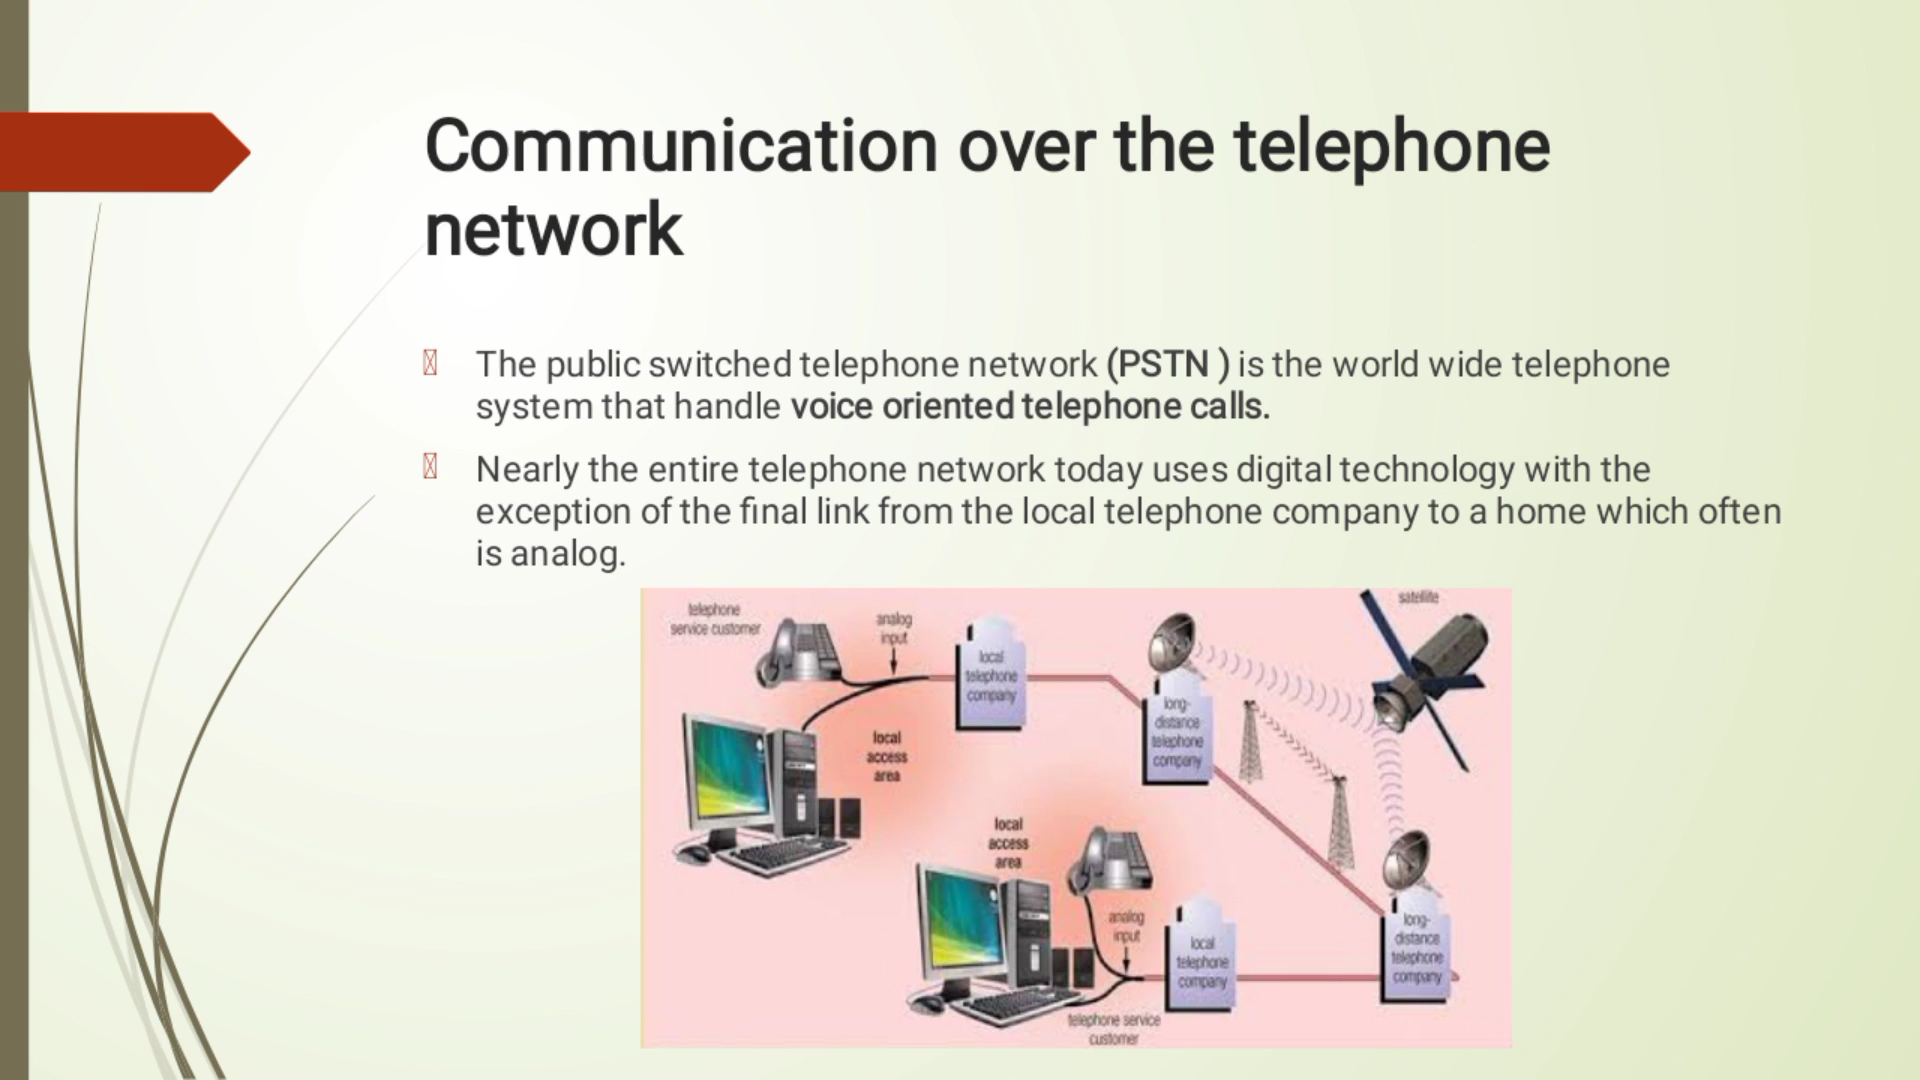 Communication over the telephone
network
The public switched telephone network (PSTN ) is the world wide telephone
system that handle voice oriented telephone calls.
Nearly the entire telephone network today uses digital technology with the
exception of the final link from the local telephone company to a home which often
is analog.
telephone
service customer
analog
input
local
telephone
company
satellite
long-
distance
telephone
company
local
access
area
local
access
area
analog
input
local
telephone
company
long-
distance
telephone
company
telephone service
customer